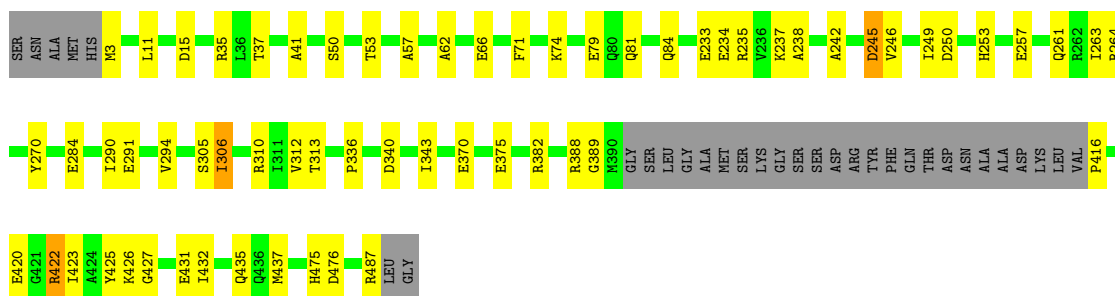 SER ASN ALA MET HIS M3 L11 D15 R35 L36 T37 A41 S50 T53 A57 A62 E66 F71 K74 E79 Q80 Q81 Q84 E233 E234 R235 V236 K237 A238 A242 D245 V246 I249 D250 H253 E257 Q261 R262 I263
Y270 E284 I290 E291 V294 S305 I306 R310 I311 V312 T313 P336 D340 I343 E370 E375 R382 R388 G389 M390 GLY SER LEU GLY ALA MET SER LYS GLY SER SER ASP ARG TYR PHE GLN THR ASP ASN ALA ALA ASP LYS LEU VAL P416
E420 G421 R422 I423 A424 Y425 K426 G427 E431 I432 Q435 Q436 M437 H475 D476 R487 LEU GLY